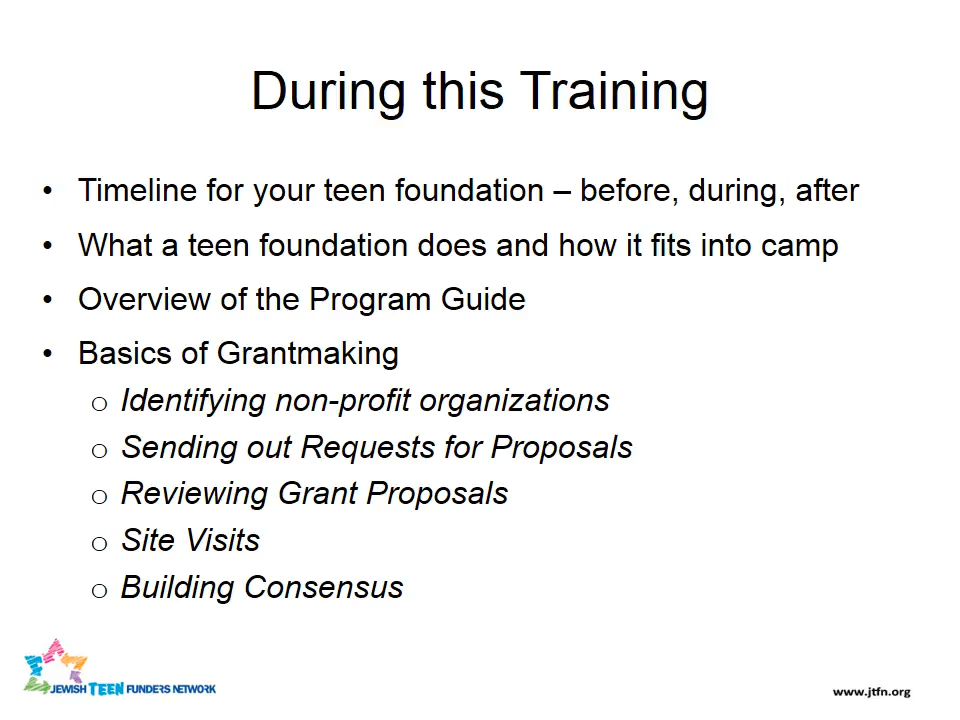 During this Training
• Timeline for your teen foundation – before, during, after
• What a teen foundation does and how it fits into camp
• Overview of the Program Guide
• Basics of Grantmaking
o Identifying non-profit organizations
o Sending out Requests for Proposals
o Reviewing Grant Proposals
o Site Visits
o Building Consensus
JEWISH TEEN FUNDERS NETWORK
www.jtfn.org